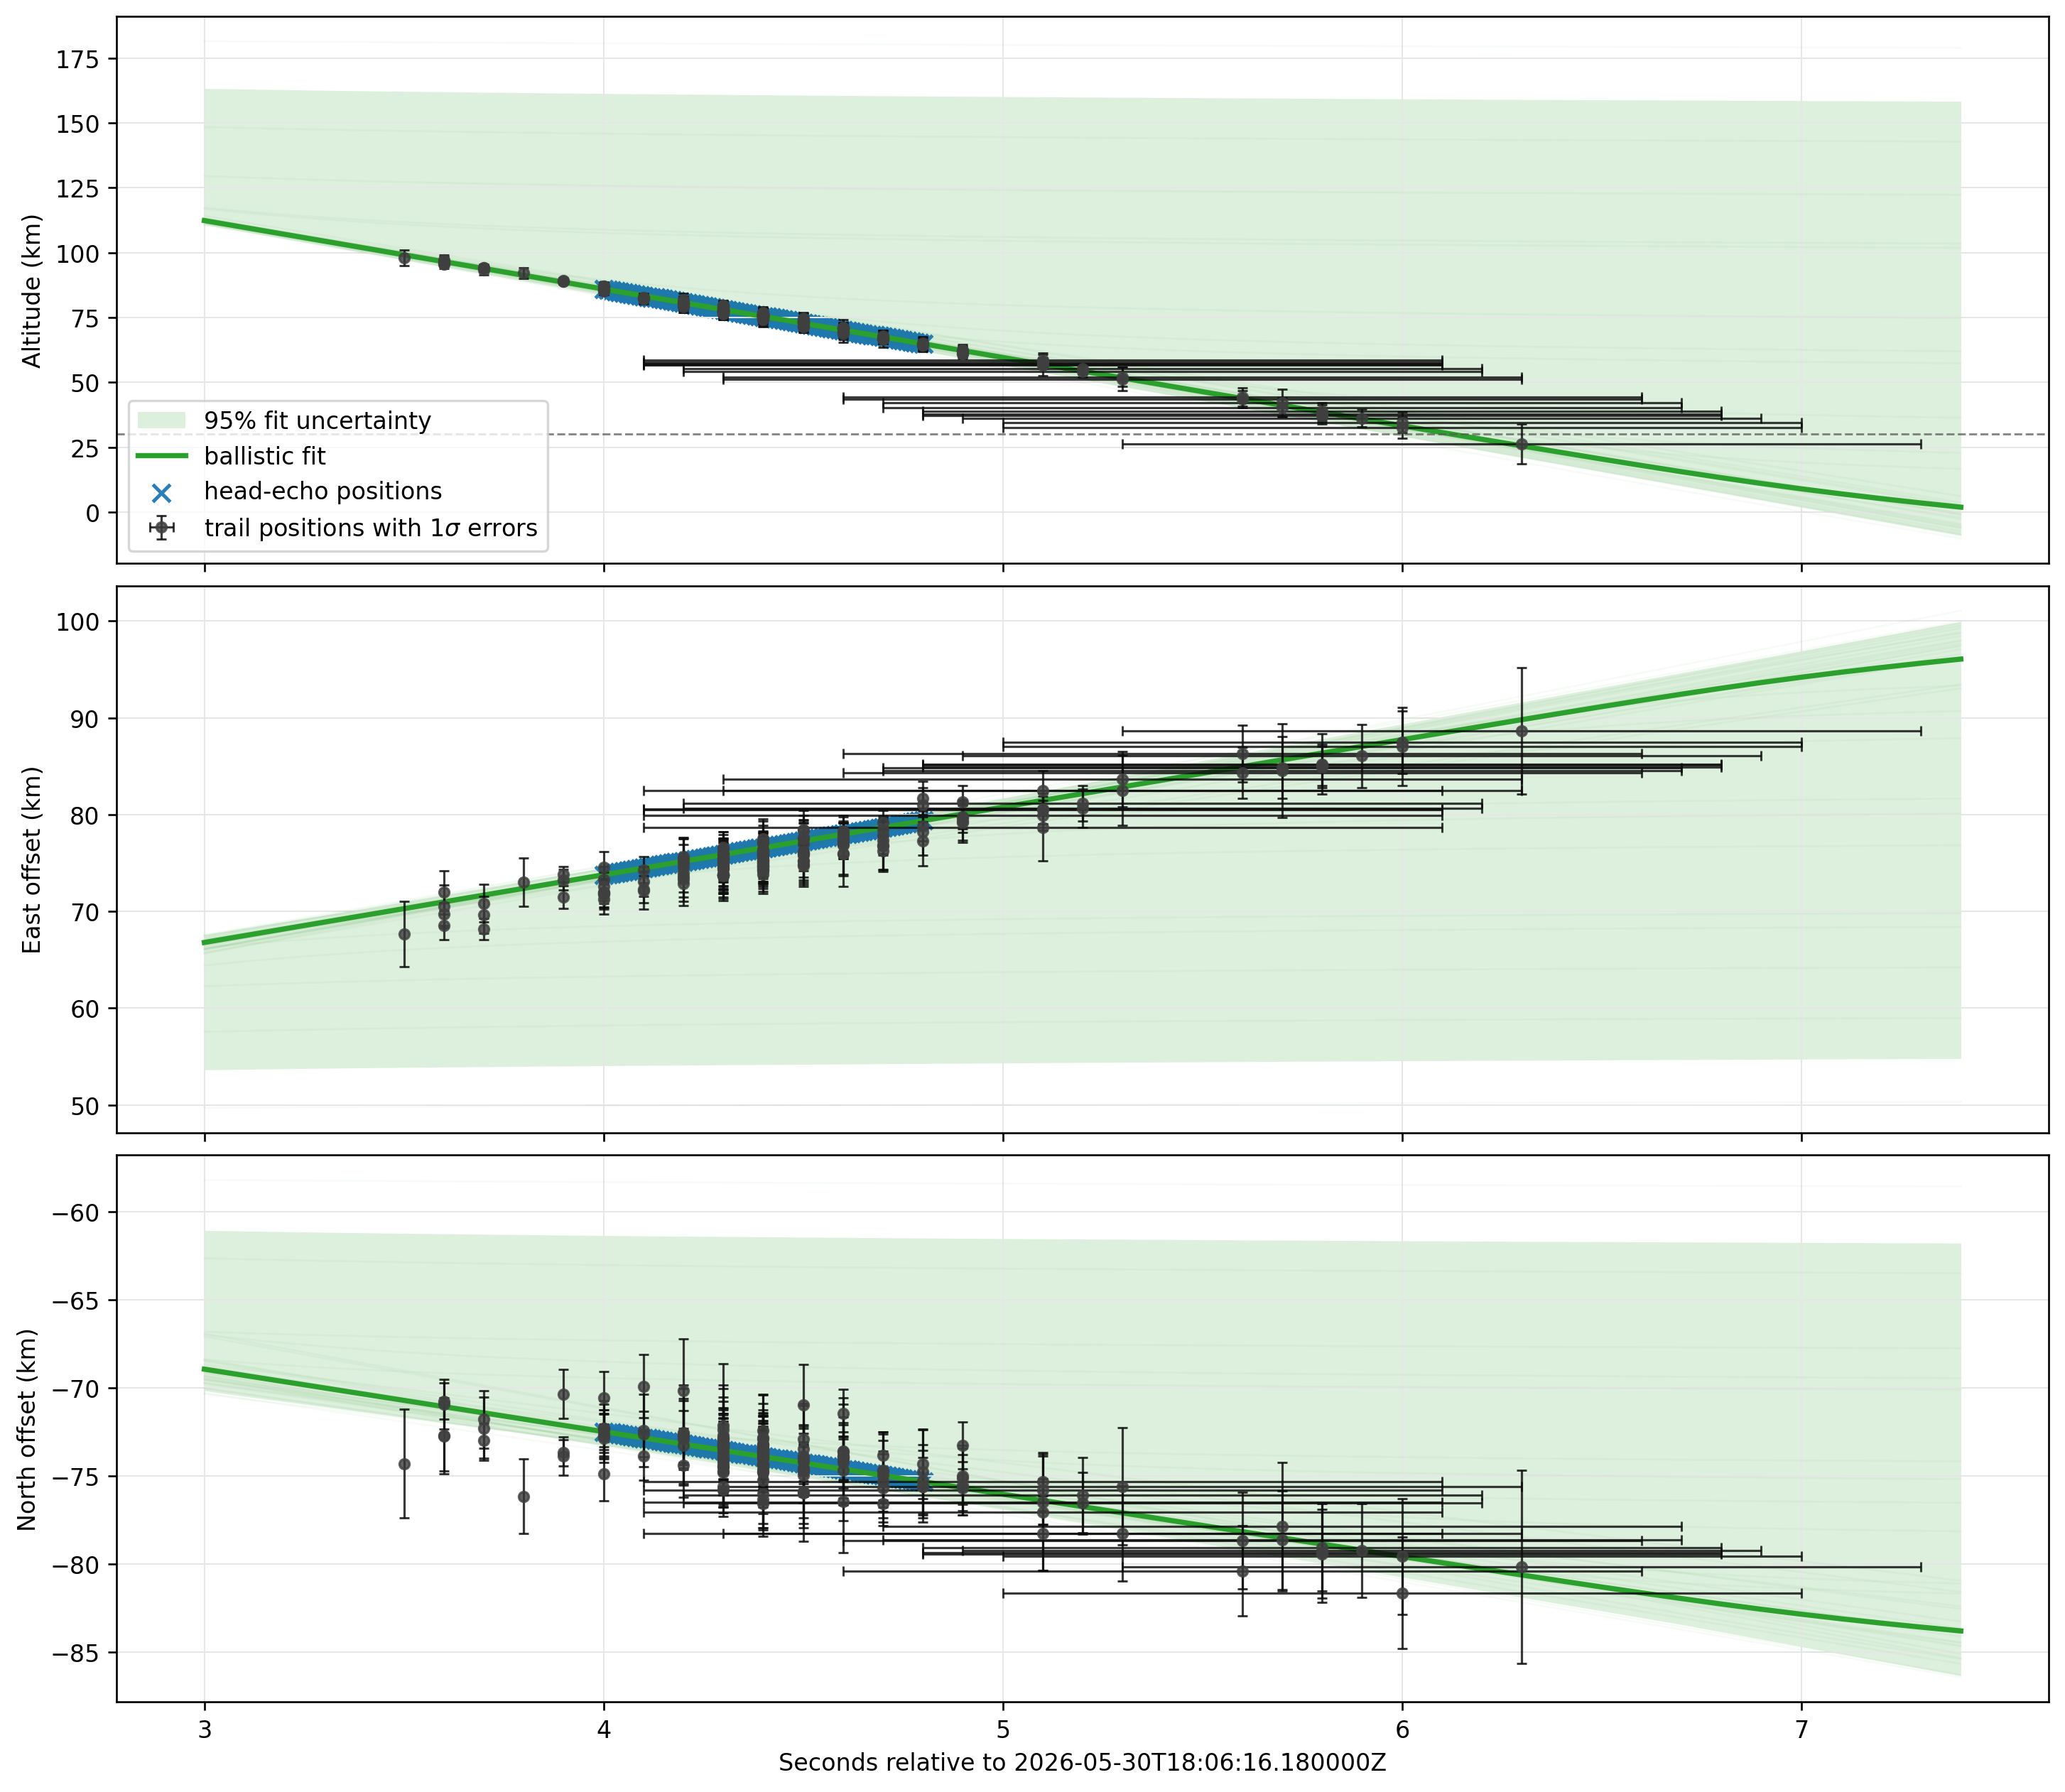 175
150
125
100
75
50
25
0
Altitude (km)
95% fit uncertainty
ballistic fit
head-echo positions
trail positions with 1σ errors
100
90
80
70
60
50
East offset (km)
−60
−65
−70
−75
−80
−85
North offset (km)
3 4 5 6 7
Seconds relative to 2026-05-30T18:06:16.180000Z